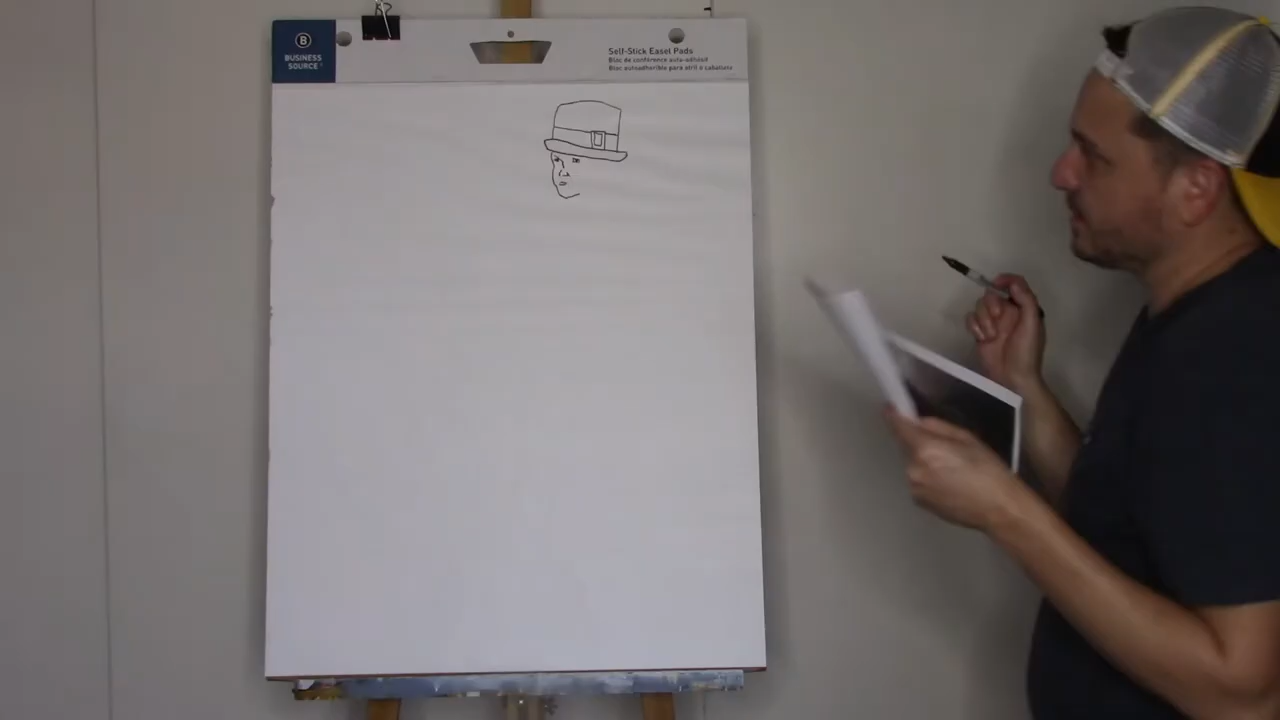 B
BUSINESS
SOURCE
Self-Stick Easel Pads
Bloc de conférence auto-adhésif
Bloc autoadherible para atril o caballete